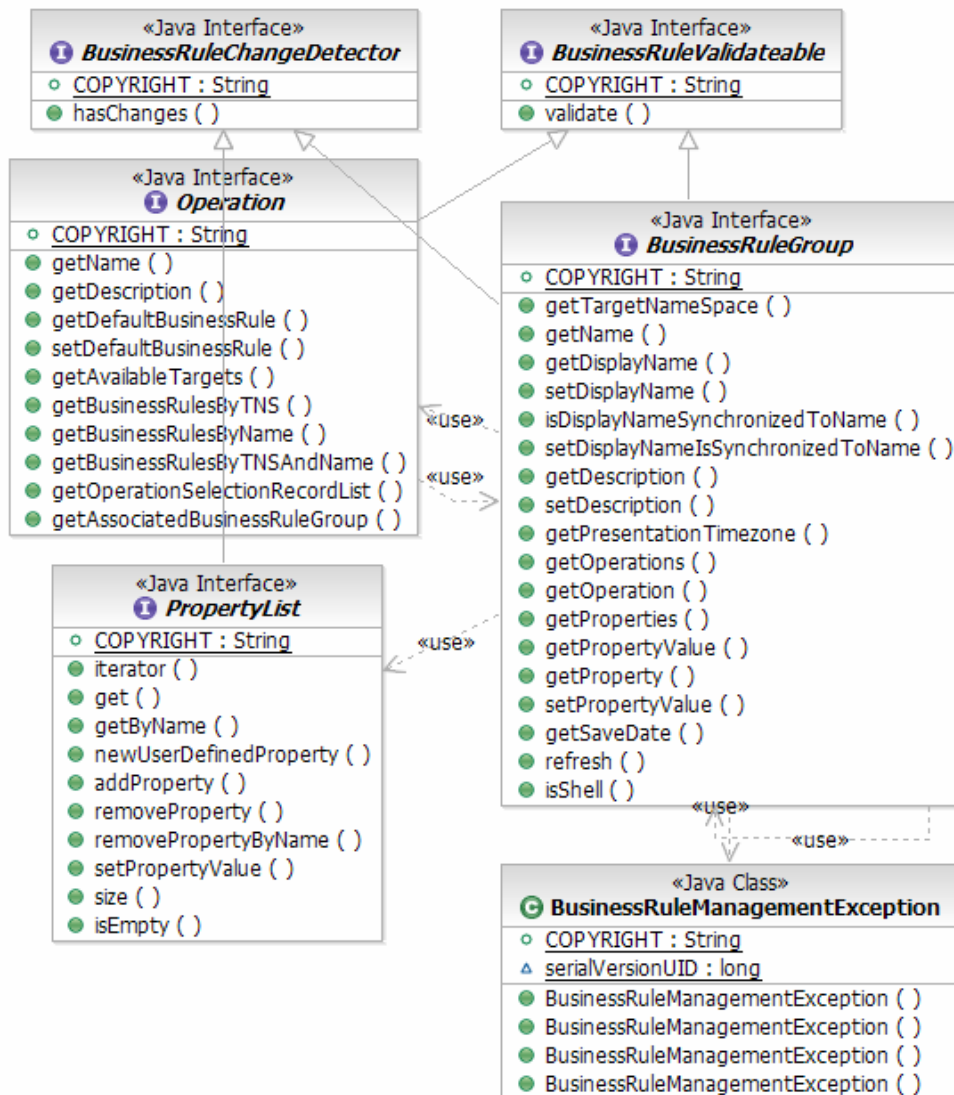 «Java Interface»
BusinessRuleChangeDetector
COPYRIGHT : String
hasChanges ( )
«Java Interface»
BusinessRuleValidateable
COPYRIGHT : String
validate ( )
«Java Interface»
Operation
COPYRIGHT : String
getName ( )
getDescription ( )
getDefaultBusinessRule ( )
setDefaultBusinessRule ( )
getAvailableTargets ( )
getBusinessRulesByTNS ( )
getBusinessRulesByName ( )
getBusinessRulesByTNSAndName ( )
getOperationSelectionRecordList ( )
getAssociatedBusinessRuleGroup ( )
«use»
«use»
«Java Interface»
BusinessRuleGroup
COPYRIGHT : String
getTargetNameSpace ( )
getName ( )
getDisplayName ( )
setDisplayName ( )
isDisplayNameSynchronizedToName ( )
setDisplayNameIsSynchronizedToName ( )
getDescription ( )
setDescription ( )
getPresentationTimezone ( )
getOperations ( )
getOperation ( )
getProperties ( )
getPropertyValue ( )
getProperty ( )
setPropertyValue ( )
getSaveDate ( )
refresh ( )
isShell ( )
«Java Interface»
PropertyList
COPYRIGHT : String
iterator ( )
get ( )
getByName ( )
newUserDefinedProperty ( )
addProperty ( )
removeProperty ( )
removePropertyByName ( )
setPropertyValue ( )
size ( )
isEmpty ( )
«use»
«use»
«use»
«Java Class»
BusinessRuleManagementException
COPYRIGHT : String
serialVersionUID : long
BusinessRuleManagementException ( )
BusinessRuleManagementException ( )
BusinessRuleManagementException ( )
BusinessRuleManagementException ( )